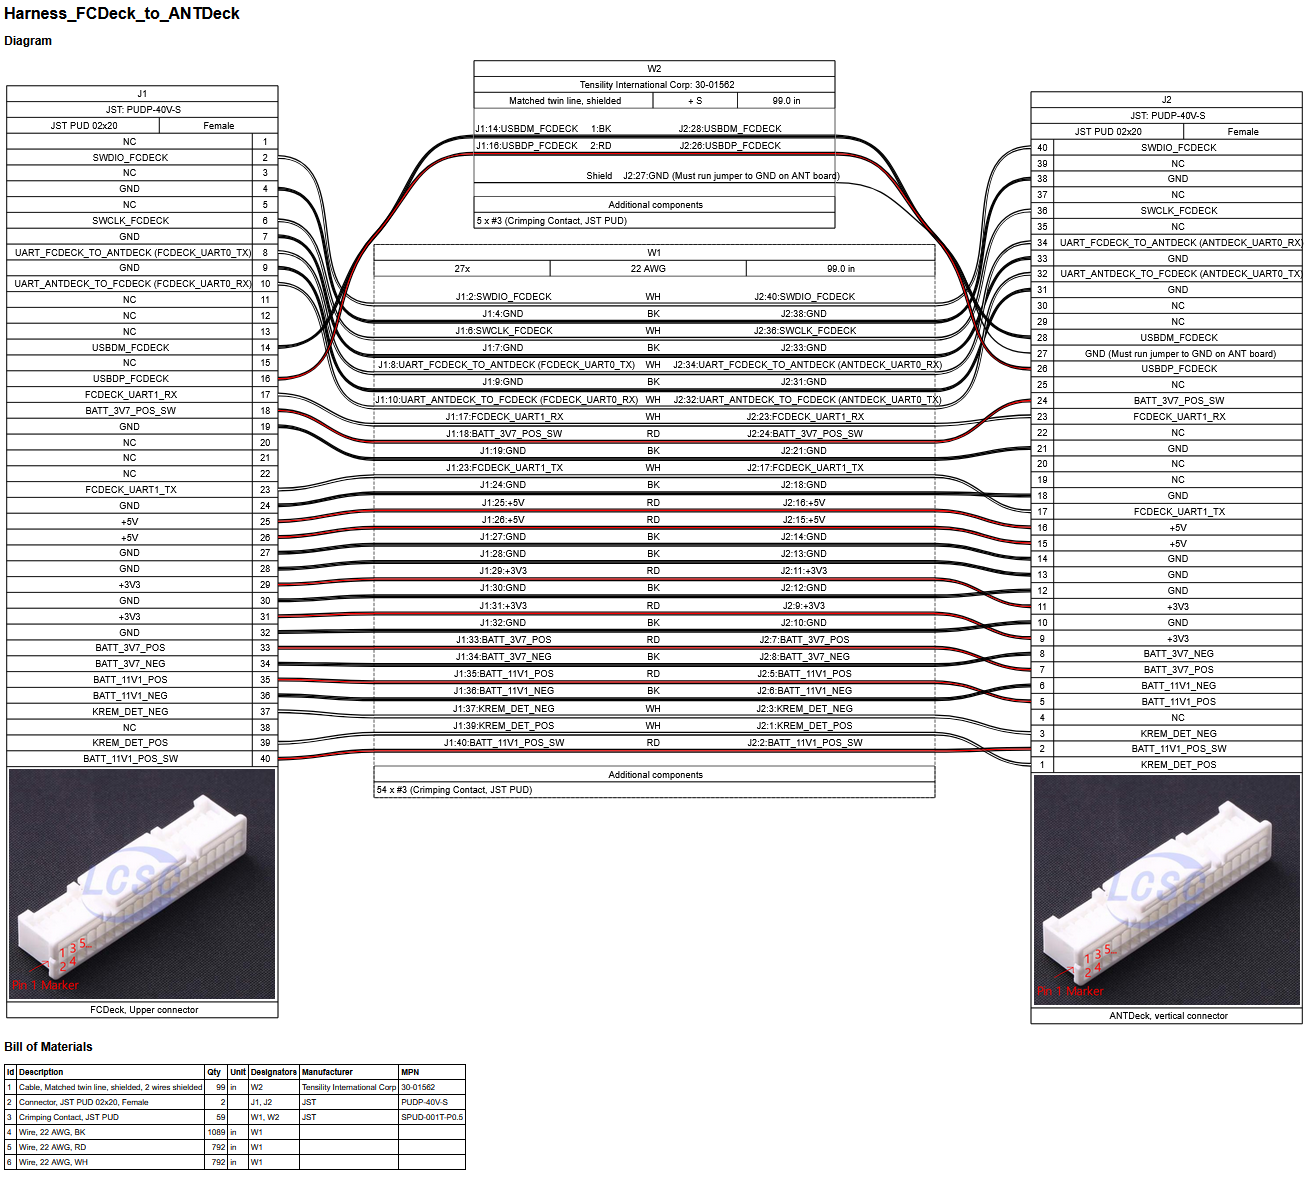 Harness_FCDeck_to_ANTDeck
Diagram
J1
JST: PUDP-40V-S
JST PUD 02x20 Female
NC 1
SWDIO_FCDECK 2
NC 3
GND 4
NC 5
SWCLK_FCDECK 6
GND 7
UART_FCDECK_TO_ANTDECK (FCDECK_UART0_TX) 8
GND 9
UART_ANTDECK_TO_FCDECK (FCDECK_UART0_RX) 10
NC 11
NC 12
NC 13
USBDM_FCDECK 14
NC 15
USBDP_FCDECK 16
FCDECK_UART1_RX 17
BATT_3V7_POS_SW 18
GND 19
NC 20
NC 21
NC 22
FCDECK_UART1_TX 23
GND 24
+5V 25
+5V 26
GND 27
GND 28
+3V3 29
GND 30
+3V3 31
GND 32
BATT_3V7_POS 33
BATT_3V7_NEG 34
BATT_11V1_POS 35
BATT_11V1_NEG 36
KREM_DET_NEG 37
NC 38
KREM_DET_POS 39
BATT_11V1_POS_SW 40
LCSC
1 3 5...
2 4
Pin 1 Marker
FCDeck, Upper connector
W2
Tensility International Corp: 30-01562
Matched twin line, shielded + S 99.0 in
J1:14:USBDM_FCDECK 1:BK J2:28:USBDM_FCDECK
J1:16:USBDP_FCDECK 2:RD J2:26:USBDP_FCDECK
Shield J2:27:GND (Must run jumper to GND on ANT board)
Additional components
5 x #3 (Crimping Contact, JST PUD)
W1
27x 22 AWG 99.0 in
J1:2:SWDIO_FCDECK WH J2:40:SWDIO_FCDECK
J1:4:GND BK J2:38:GND
J1:6:SWCLK_FCDECK WH J2:36:SWCLK_FCDECK
J1:7:GND BK J2:33:GND
J1:8:UART_FCDECK_TO_ANTDECK (FCDECK_UART0_TX) WH J2:34:UART_FCDECK_TO_ANTDECK (ANTDECK_UART0_RX)
J1:9:GND BK J2:31:GND
J1:10:UART_ANTDECK_TO_FCDECK (FCDECK_UART0_RX) WH J2:32:UART_ANTDECK_TO_FCDECK (ANTDECK_UART0_TX)
J1:17:FCDECK_UART1_RX WH J2:23:FCDECK_UART1_RX
J1:18:BATT_3V7_POS_SW RD J2:24:BATT_3V7_POS_SW
J1:19:GND BK J2:21:GND
J1:23:FCDECK_UART1_TX WH J2:17:FCDECK_UART1_TX
J1:24:GND BK J2:18:GND
J1:25:+5V RD J2:16:+5V
J1:26:+5V RD J2:15:+5V
J1:27:GND BK J2:14:GND
J1:28:GND BK J2:13:GND
J1:29:+3V3 RD J2:11:+3V3
J1:30:GND BK J2:12:GND
J1:31:+3V3 RD J2:9:+3V3
J1:32:GND BK J2:10:GND
J1:33:BATT_3V7_POS RD J2:7:BATT_3V7_POS
J1:34:BATT_3V7_NEG BK J2:8:BATT_3V7_NEG
J1:35:BATT_11V1_POS RD J2:5:BATT_11V1_POS
J1:36:BATT_11V1_NEG BK J2:6:BATT_11V1_NEG
J1:37:KREM_DET_NEG WH J2:3:KREM_DET_NEG
J1:39:KREM_DET_POS WH J2:1:KREM_DET_POS
J1:40:BATT_11V1_POS_SW RD J2:2:BATT_11V1_POS_SW
Additional components
54 x #3 (Crimping Contact, JST PUD)
J2
JST: PUDP-40V-S
JST PUD 02x20 Female
40 SWDIO_FCDECK
39 NC
38 GND
37 NC
36 SWCLK_FCDECK
35 NC
34 UART_FCDECK_TO_ANTDECK (ANTDECK_UART0_RX)
33 GND
32 UART_ANTDECK_TO_FCDECK (ANTDECK_UART0_TX)
31 GND
30 NC
29 NC
28 USBDM_FCDECK
27 GND (Must run jumper to GND on ANT board)
26 USBDP_FCDECK
25 NC
24 BATT_3V7_POS_SW
23 FCDECK_UART1_RX
22 NC
21 GND
20 NC
19 NC
18 GND
17 FCDECK_UART1_TX
16 +5V
15 +5V
14 GND
13 GND
12 GND
11 +3V3
10 GND
9 +3V3
8 BATT_3V7_NEG
7 BATT_3V7_POS
6 BATT_11V1_NEG
5 BATT_11V1_POS
4 NC
3 KREM_DET_NEG
2 BATT_11V1_POS_SW
1 KREM_DET_POS
LCSC
1 3 5...
2 4
Pin 1 Marker
ANTDeck, vertical connector
Bill of Materials
Id Description Qty Unit Designators Manufacturer MPN
1 Cable, Matched twin line, shielded, 2 wires shielded 99 in W2 Tensility International Corp 30-01562
2 Connector, JST PUD 02x20, Female 2 J1, J2 JST PUDP-40V-S
3 Crimping Contact, JST PUD 59 W1, W2 JST SPUD-001T-P0.5
4 Wire, 22 AWG, BK 1089 in W1
5 Wire, 22 AWG, RD 792 in W1
6 Wire, 22 AWG, WH 792 in W1